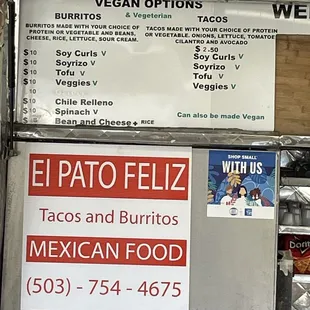 VEGAN OPTIONS
& Vegetarian
WE
BURRITOS
TACOS
BURRITOS MADE WITH YOUR CHOICE OF
PROTEIN OR VEGETABLE AND BEANS,
CHEESE, RICE, LETTUCE, SOUR CREAM.
TACOS MADE WITH YOUR CHOICE OF PROTEIN
OR VEGETABLE. ONIONS, LETTUCE, TOMATOE
CILANTRO AND AVOCADO
$ 2.50
$ 10 Soy Curls V
$ 10 Soyrizo V
$ 10 Tofu V
$ 10 Veggies V
Soy Curls V
Soyrizo V
Tofu V
Veggies V
$ 10 Chile Relleno
$ 10 Spinach V
$ 10 Bean and Cheese + RICE
Can also be made Vegan
El PATO FELIZ
Tacos and Burritos
MEXICAN FOOD
(503) - 754 - 4675
SHOP SMALL
WITH US
Dori